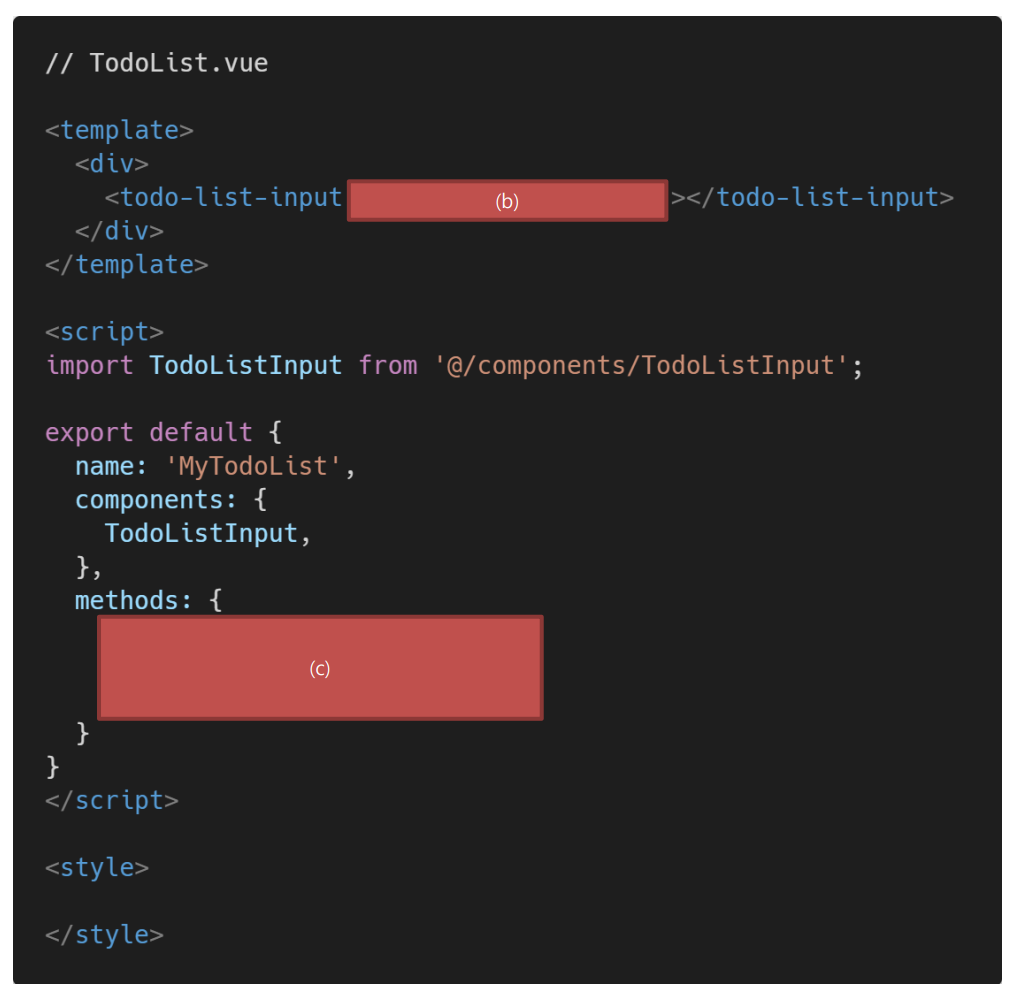 // TodoList.vue
<template>
<div>
<todo-list-input (b) ></todo-list-input>
</div>
</template>
<script>
import TodoListInput from '@/components/TodoListInput';
export default {
name: 'MyTodoList',
components: {
TodoListInput,
},
methods: {
(c)
}
}
</script>
<style>
</style>